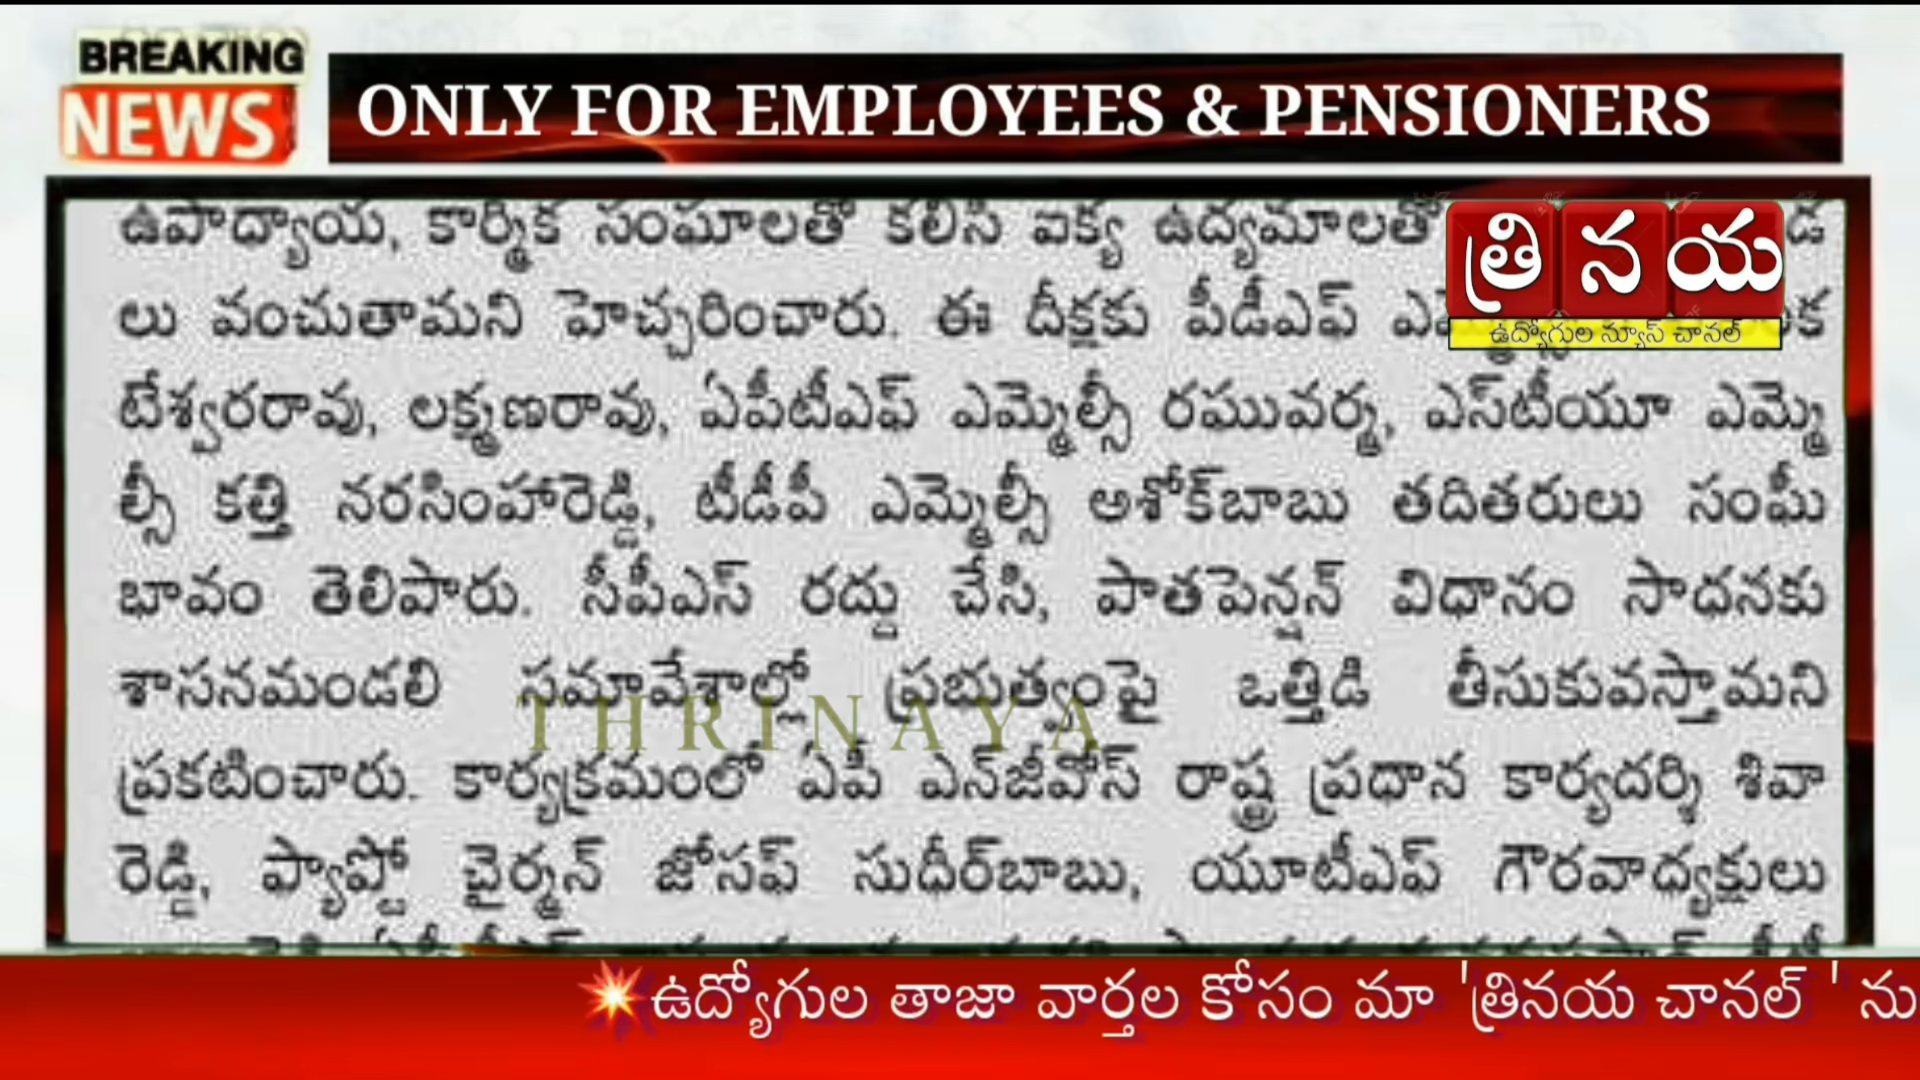 BREAKING
NEWS
ONLY FOR EMPLOYEES & PENSIONERS
త్రినయ
ఉద్యోగుల న్యూస్ చానల్
ఉపాధ్యాయ, కార్మిక సంఘాలతో కలిసి ఐక్య ఉద్యమాలతో డ
లు వంచుతామని హెచ్చరించారు. ఈ దీక్షకు పీడీఎఫ్ క
టేశ్వరరావు, లక్ష్మణరావు, ఏపీటీఎఫ్ ఎమ్మెల్సీ రఘువర్మ, ఎస్‌టీయూ ఎమ్మె
ల్సీ కత్తి నరసింహారెడ్డి, టీడీపీ ఎమ్మెల్సీ అశోక్‌బాబు తదితరులు సంఘీ
భావం తెలిపారు. సీపీఎస్ రద్దు చేసి, పాతపెన్షన్ విధానం సాధనకు
శాసనమండలి సమావేశాల్లో ప్రభుత్వంపై ఒత్తిడి తీసుకువస్తామని
THRINAYA
ప్రకటించారు. కార్యక్రమంలో ఏపీ ఎన్‌జీవోస్ రాష్ట్ర ప్రధాన కార్యదర్శి శివా
రెడ్డి, ఫ్యాప్టో చైర్మన్ జోసఫ్ సుధీర్‌బాబు, యూటీఎఫ్ గౌరవాధ్యక్షులు
ఉద్యోగుల తాజా వార్తల కోసం మా 'త్రినయ చానల్ ' ను